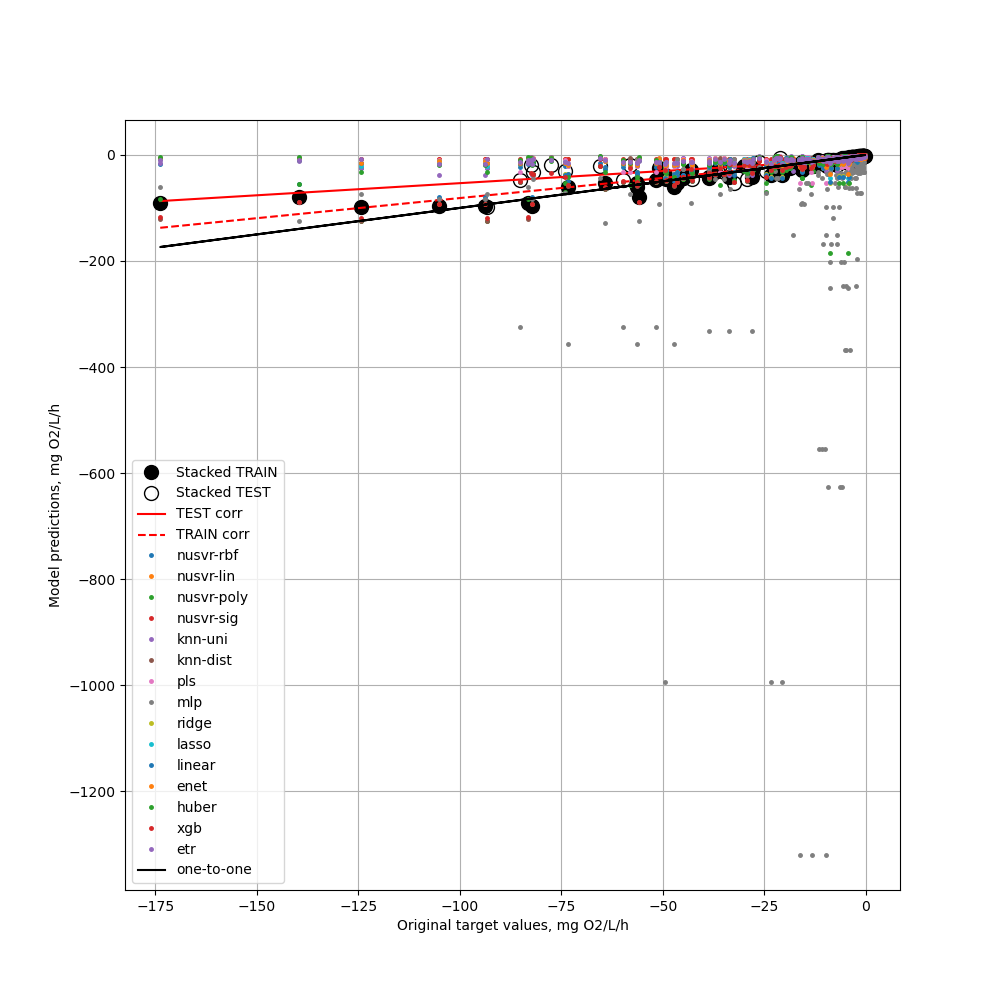 0
−200
−400
−600
−800
−1000
−1200
Model predictions, mg O2/L/h
Stacked TRAIN
Stacked TEST
TEST corr
TRAIN corr
nusvr-rbf
nusvr-lin
nusvr-poly
nusvr-sig
knn-uni
knn-dist
pls
mlp
ridge
lasso
linear
enet
huber
xgb
etr
one-to-one
−175 −150 −125 −100 −75 −50 −25 0
Original target values, mg O2/L/h